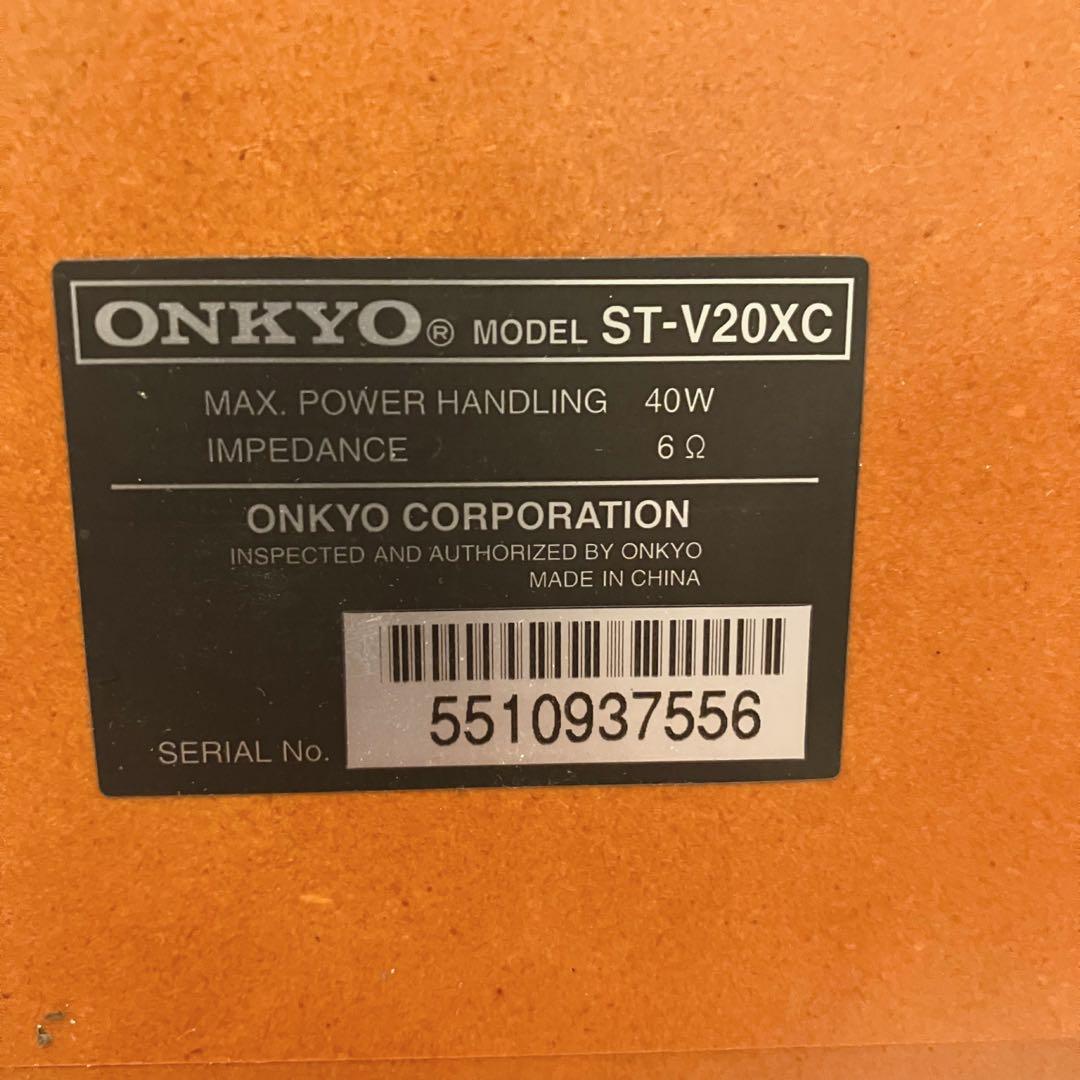 ONKYO® MODEL ST-V20XC
MAX. POWER HANDLING 40W
IMPEDANCE 6 Ω
ONKYO CORPORATION
INSPECTED AND AUTHORIZED BY ONKYO
MADE IN CHINA
SERIAL No. 5510937556